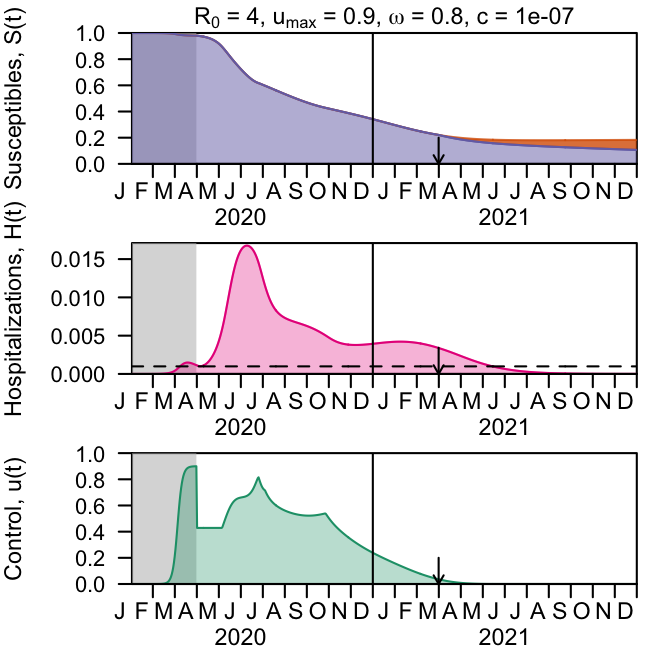 R₀ = 4, uₘₐₓ = 0.9, ω = 0.8, c = 1e-07
Susceptibles, S(t)
1.0
0.8
0.6
0.4
0.2
0.0
J F M A M J J A S O N D J F M A M J J A S O N D
2020 2021
Hospitalizations, H(t)
0.015
0.010
0.005
0.000
J F M A M J J A S O N D J F M A M J J A S O N D
2020 2021
Control, u(t)
1.0
0.8
0.6
0.4
0.2
0.0
J F M A M J J A S O N D J F M A M J J A S O N D
2020 2021